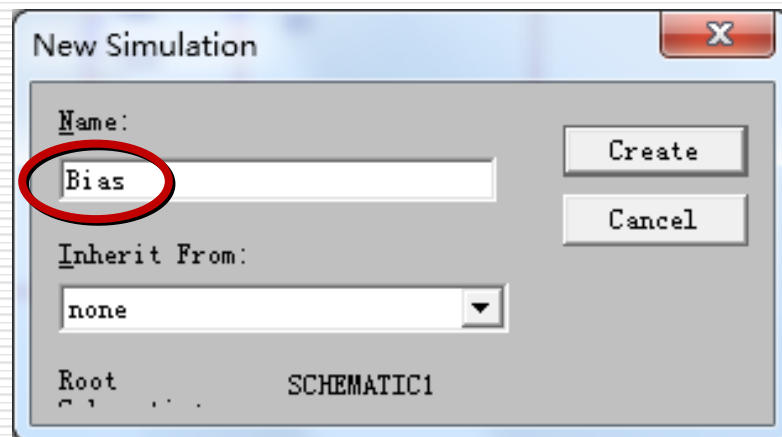 New Simulation
Name:
Create
Bias
Cancel
Inherit From:
none
Root SCHEMATIC1